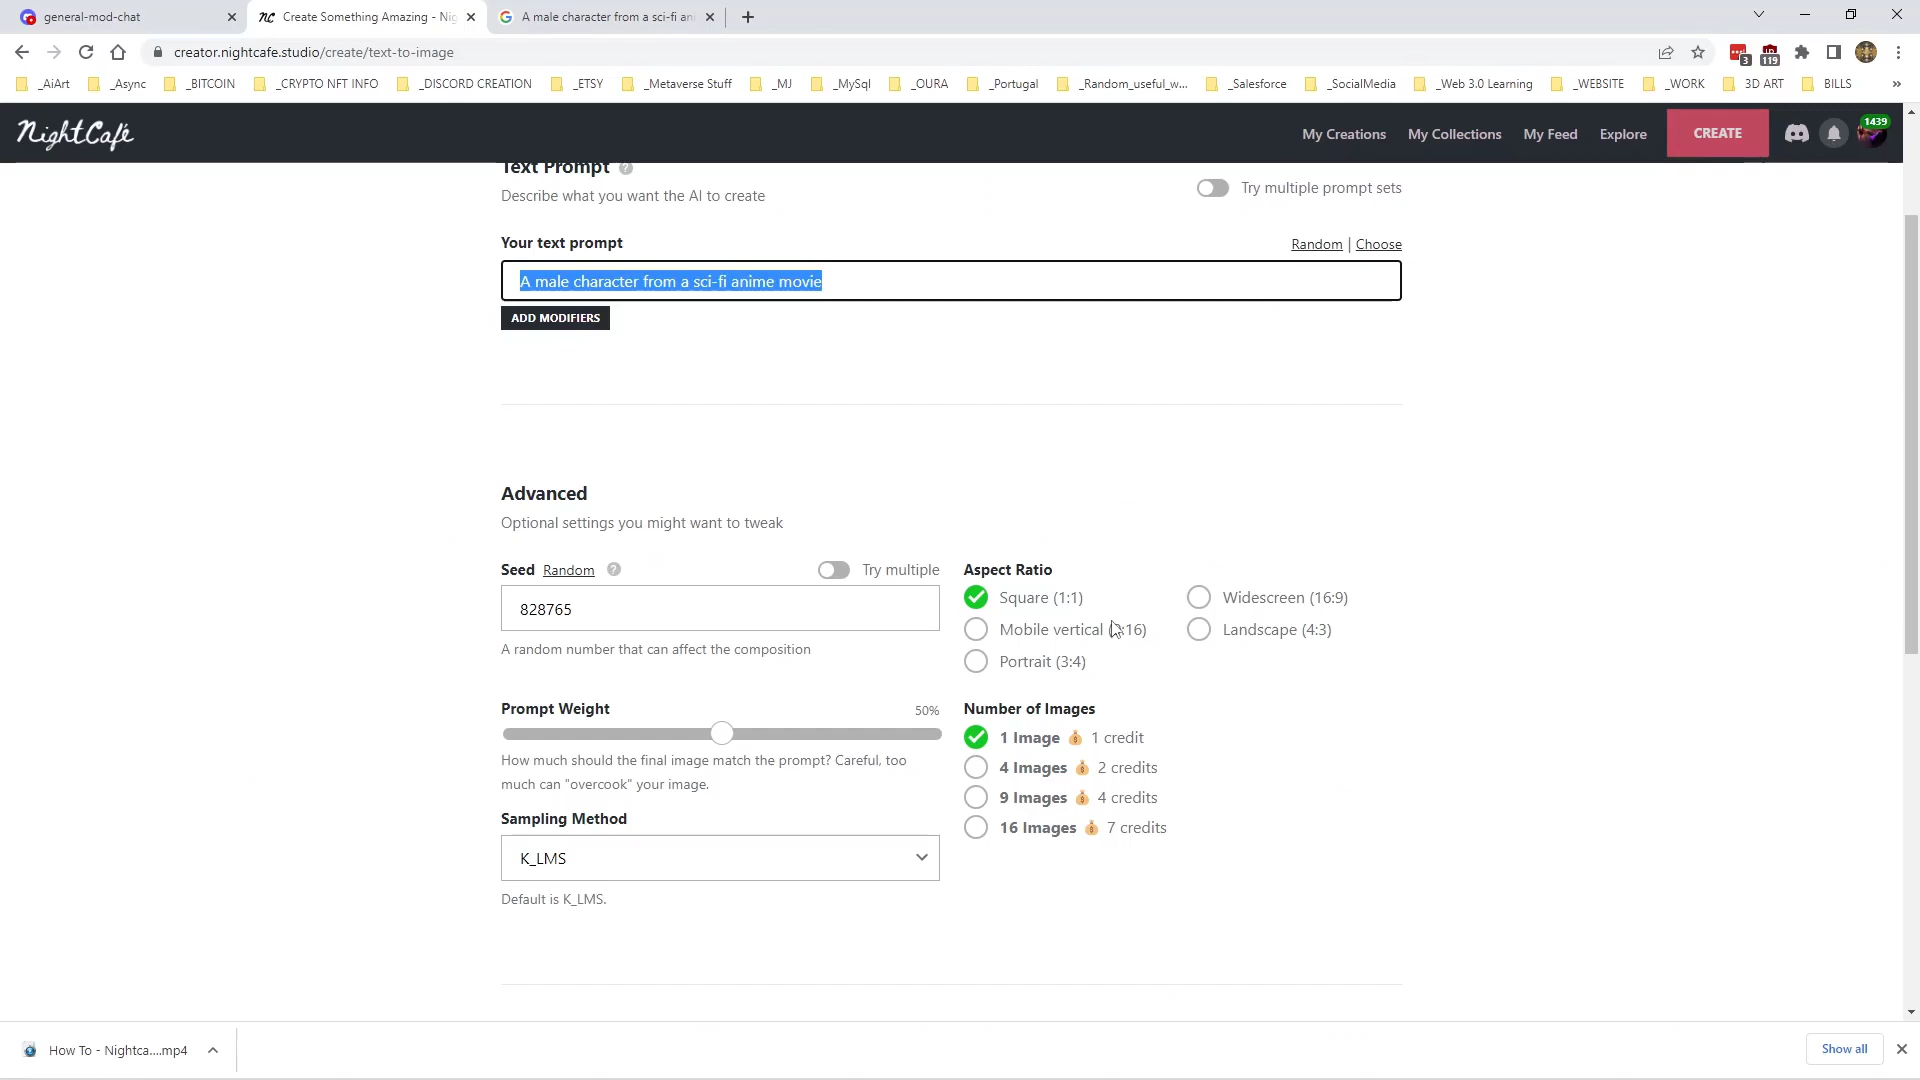 general-mod-chat
Create Something Amazing - Nig
A male character from a sci-fi ani
creator.nightcafe.studio/create/text-to-image
3
119
_AiArt
_Async
_BITCOIN
_CRYPTO NFT INFO
_DISCORD CREATION
_ETSY
_Metaverse Stuff
_MJ
_MySql
_OURA
_Portugal
_Random_useful_w...
_Salesforce
_SocialMedia
_Web 3.0 Learning
_WEBSITE
_WORK
3D ART
BILLS
»
NightCafé
My Creations
My Collections
My Feed
Explore
CREATE
1439
Text Prompt ?
Describe what you want the AI to create
Try multiple prompt sets
Your text prompt
Random | Choose
A male character from a sci-fi anime movie
ADD MODIFIERS
Advanced
Optional settings you might want to tweak
Seed Random ?
Try multiple
828765
A random number that can affect the composition
Aspect Ratio
Square (1:1)
Widescreen (16:9)
Mobile vertical :16)
Landscape (4:3)
Portrait (3:4)
Prompt Weight
50%
How much should the final image match the prompt? Careful, too
much can "overcook" your image.
Sampling Method
K_LMS
Default is K_LMS.
Number of Images
1 Image 1 credit
4 Images 2 credits
9 Images 4 credits
16 Images 7 credits
How To - Nightca....mp4
Show all